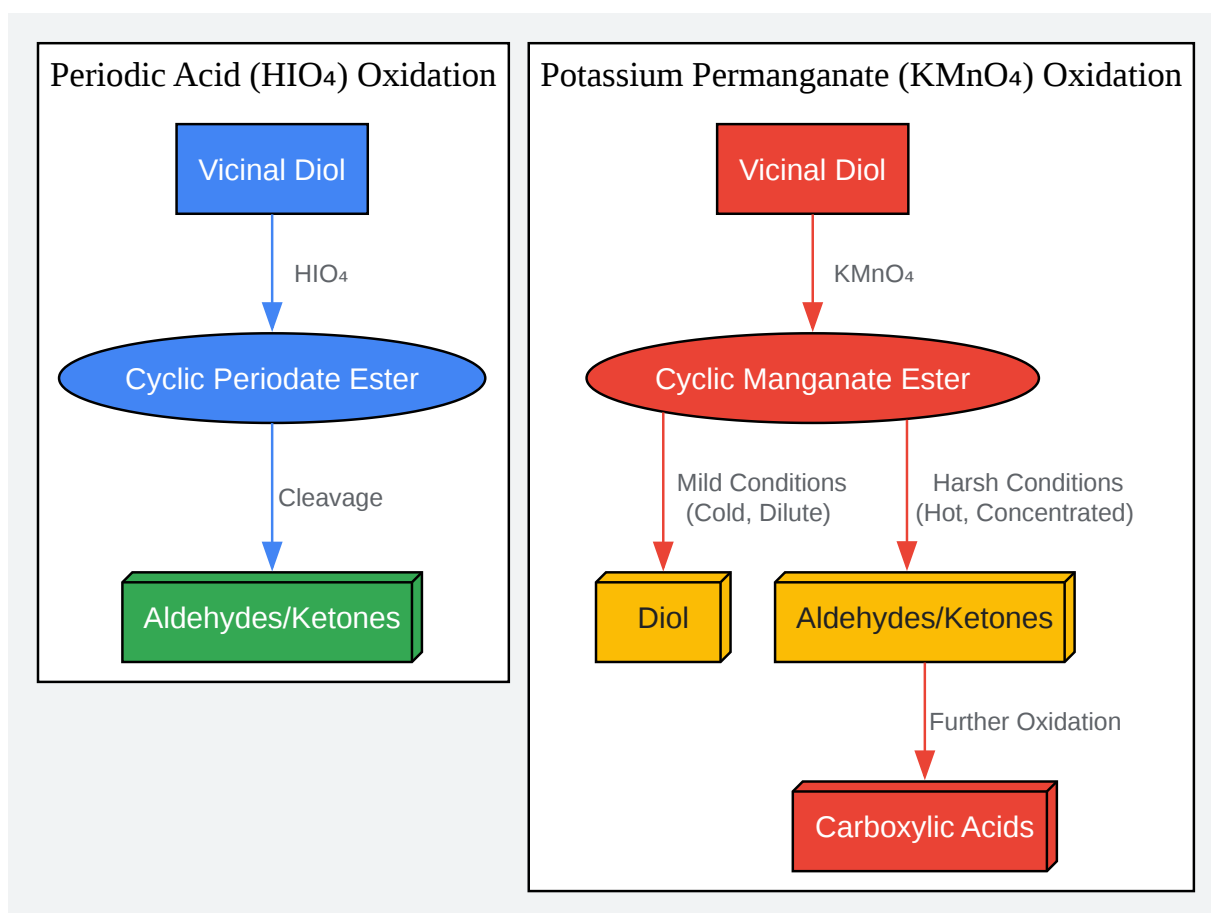 Periodic Acid (HIO₄) Oxidation
Vicinal Diol
HIO₄
Cyclic Periodate Ester
Cleavage
Aldehydes/Ketones
Potassium Permanganate (KMnO₄) Oxidation
Vicinal Diol
KMnO₄
Cyclic Manganate Ester
Mild Conditions
(Cold, Dilute)
Harsh Conditions
(Hot, Concentrated)
Diol
Aldehydes/Ketones
Further Oxidation
Carboxylic Acids